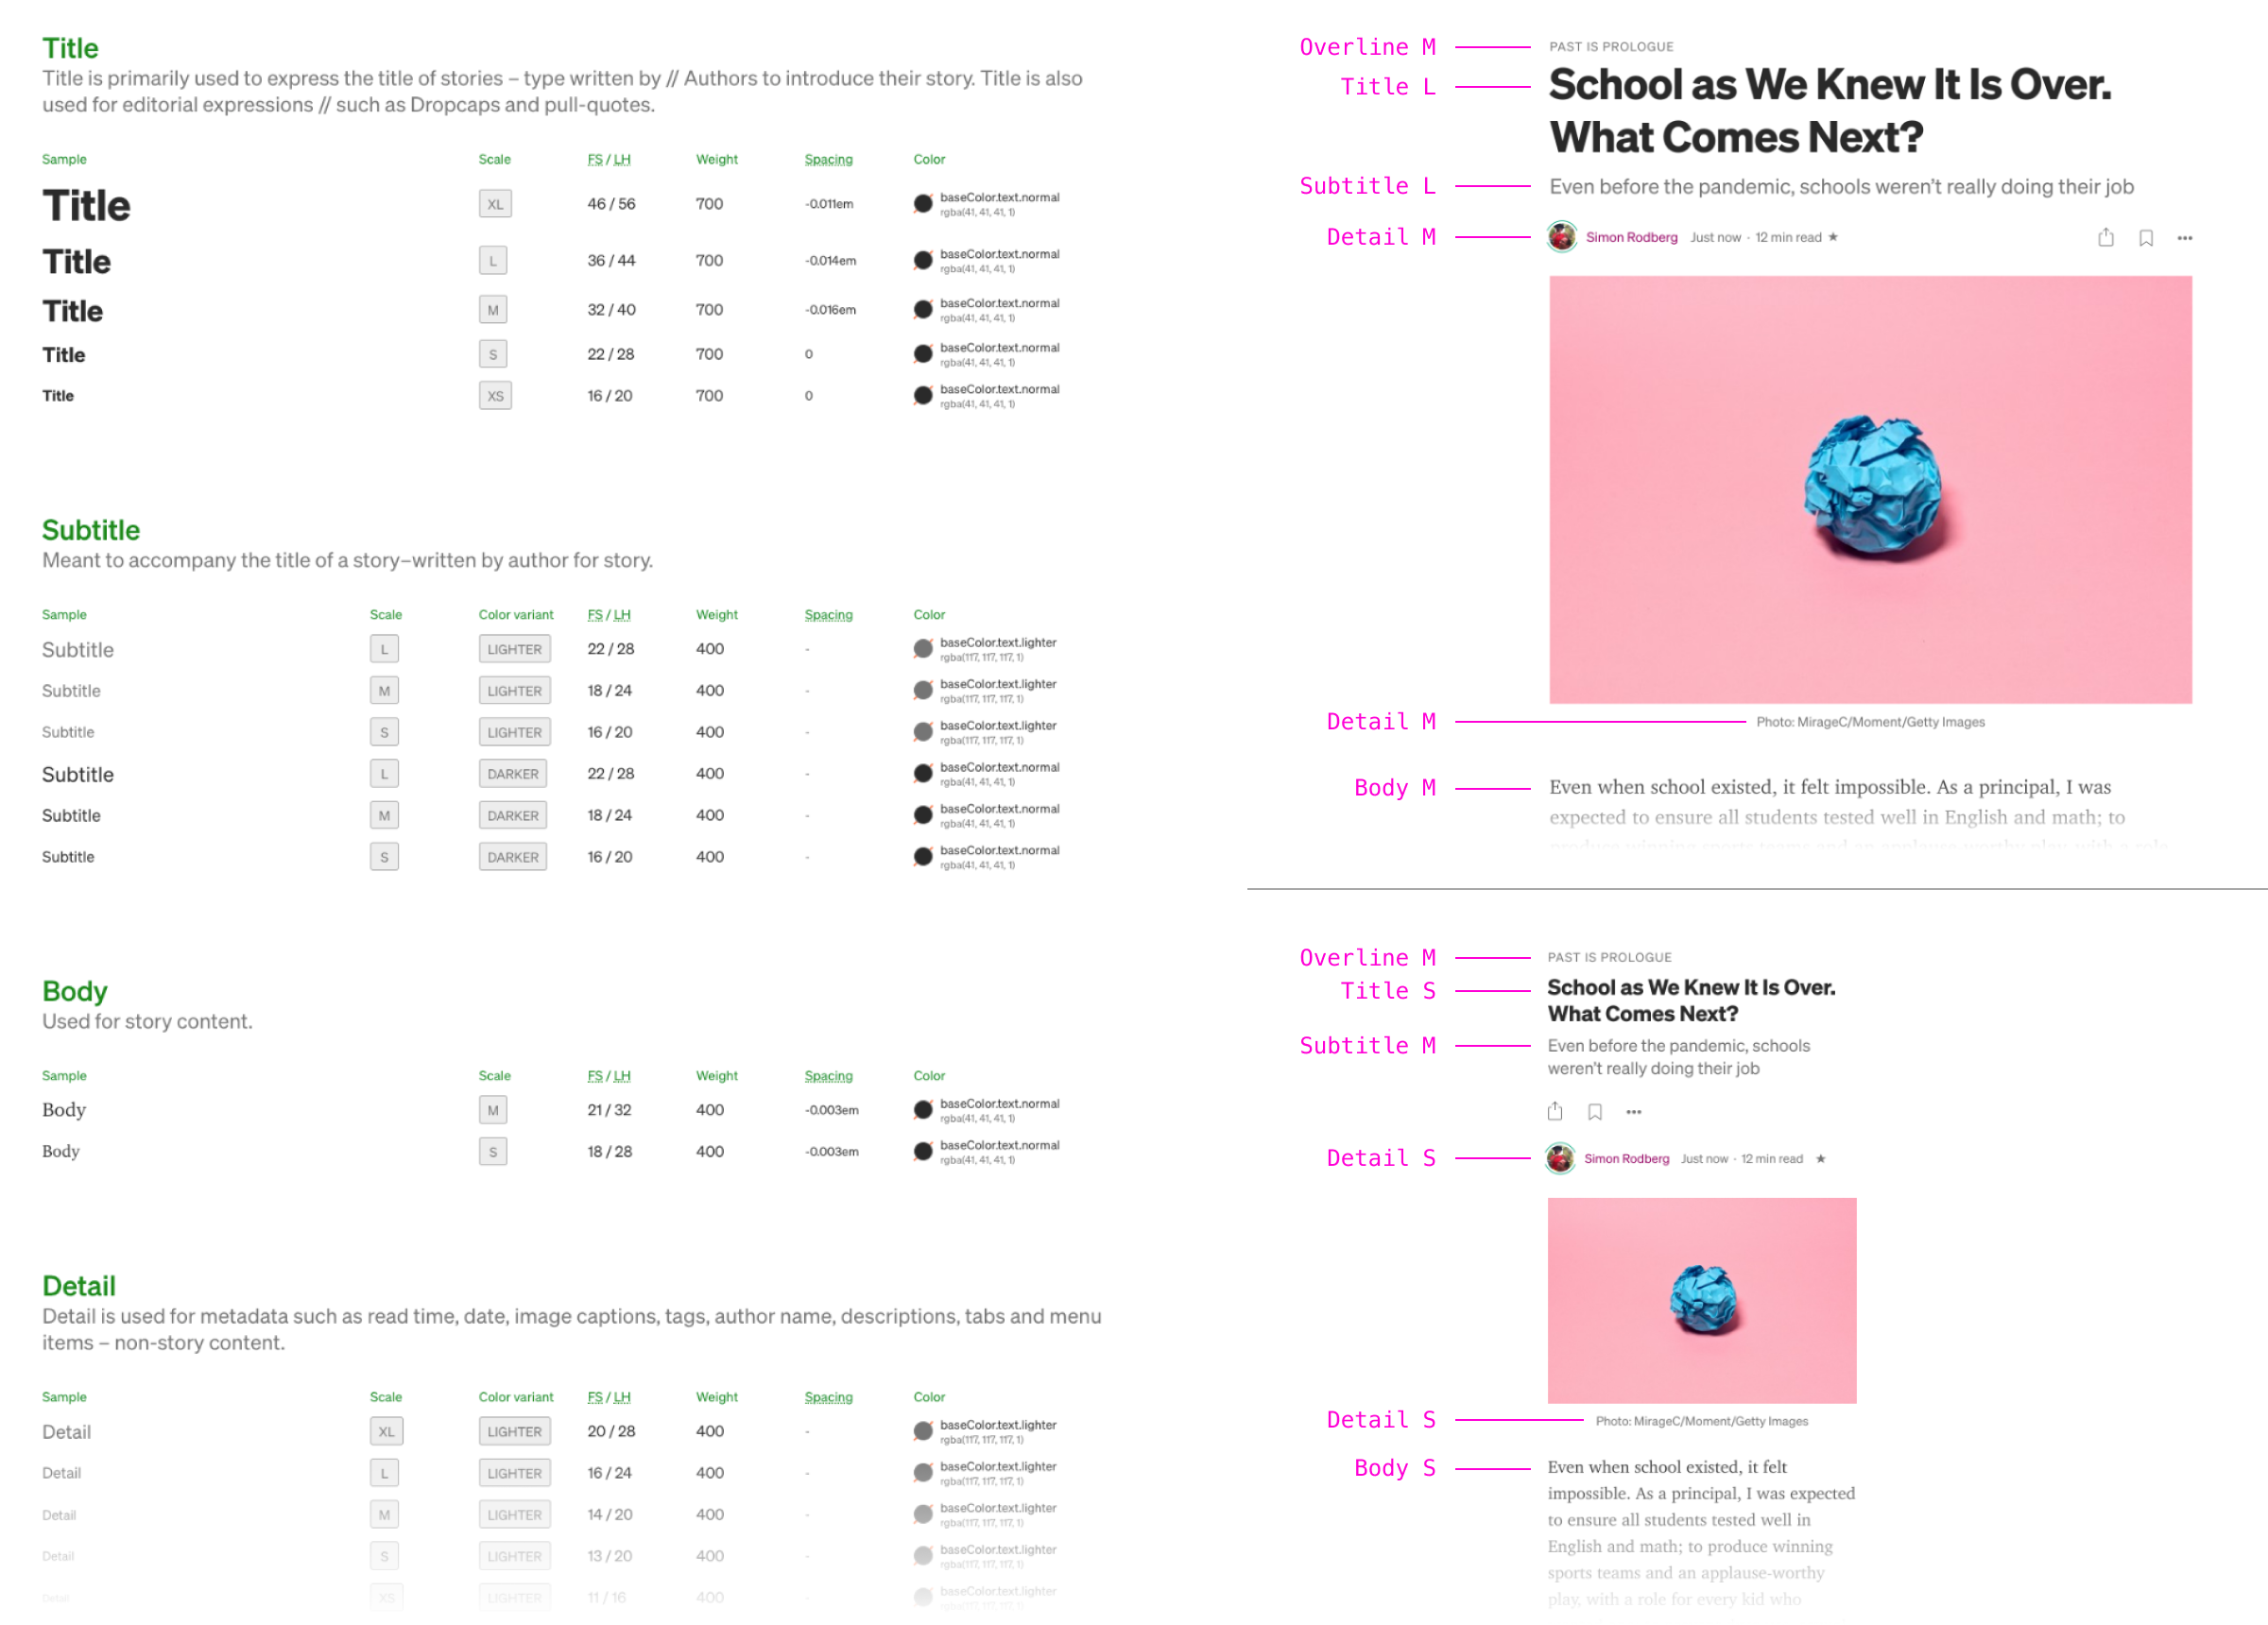 Title
Title is primarily used to express the title of stories – type written by // Authors to introduce their story. Title is also
used for editorial expressions // such as Dropcaps and pull-quotes.
Sample Scale FS / LH Weight Spacing Color
Title XL 46 / 56 700 -0.011em baseColor.text.normal
rgba(41, 41, 41, 1)
Title L 36 / 44 700 -0.014em baseColor.text.normal
rgba(41, 41, 41, 1)
Title M 32 / 40 700 -0.016em baseColor.text.normal
rgba(41, 41, 41, 1)
Title S 22 / 28 700 0 baseColor.text.normal
rgba(41, 41, 41, 1)
Title XS 16 / 20 700 0 baseColor.text.normal
rgba(41, 41, 41, 1)
Subtitle
Meant to accompany the title of a story–written by author for story.
Sample Scale Color variant FS / LH Weight Spacing Color
Subtitle L LIGHTER 22 / 28 400 - baseColor.text.lighter
rgba(117, 117, 117, 1)
Subtitle M LIGHTER 18 / 24 400 - baseColor.text.lighter
rgba(117, 117, 117, 1)
Subtitle S LIGHTER 16 / 20 400 - baseColor.text.lighter
rgba(117, 117, 117, 1)
Subtitle L DARKER 22 / 28 400 - baseColor.text.normal
rgba(41, 41, 41, 1)
Subtitle M DARKER 18 / 24 400 - baseColor.text.normal
rgba(41, 41, 41, 1)
Subtitle S DARKER 16 / 20 400 - baseColor.text.normal
rgba(41, 41, 41, 1)
Body
Used for story content.
Sample Scale FS / LH Weight Spacing Color
Body M 21 / 32 400 -0.003em baseColor.text.normal
rgba(41, 41, 41, 1)
Body S 18 / 28 400 -0.003em baseColor.text.normal
rgba(41, 41, 41, 1)
Detail
Detail is used for metadata such as read time, date, image captions, tags, author name, descriptions, tabs and menu
items – non-story content.
Sample Scale Color variant FS / LH Weight Spacing Color
Detail XL LIGHTER 20 / 28 400 - baseColor.text.lighter
rgba(117, 117, 117, 1)
Detail L LIGHTER 16 / 24 400 - baseColor.text.lighter
rgba(117, 117, 117, 1)
Detail M LIGHTER 14 / 20 400 - baseColor.text.lighter
rgba(117, 117, 117, 1)
Detail S LIGHTER 13 / 20 400 - baseColor.text.lighter
rgba(117, 117, 117, 1)
Detail XS LIGHTER 11 / 16 400 - baseColor.text.lighter
rgba(117, 117, 117, 1)
Overline M PAST IS PROLOGUE
Title L School as We Knew It Is Over.
What Comes Next?
Subtitle L Even before the pandemic, schools weren't really doing their job
Detail M Simon Rodberg Just now · 12 min read ★ •••
Detail M Photo: MirageC/Moment/Getty Images
Body M Even when school existed, it felt impossible. As a principal, I was
expected to ensure all students tested well in English and math; to
produce winning sports teams and an applause-worthy play with a role
Overline M PAST IS PROLOGUE
Title S School as We Knew It Is Over.
What Comes Next?
Subtitle M Even before the pandemic, schools
weren't really doing their job
•••
Detail S Simon Rodberg Just now · 12 min read ★
Detail S Photo: MirageC/Moment/Getty Images
Body S Even when school existed, it felt
impossible. As a principal, I was expected
to ensure all students tested well in
English and math; to produce winning
sports teams and an applause-worthy
play, with a role for every kid who